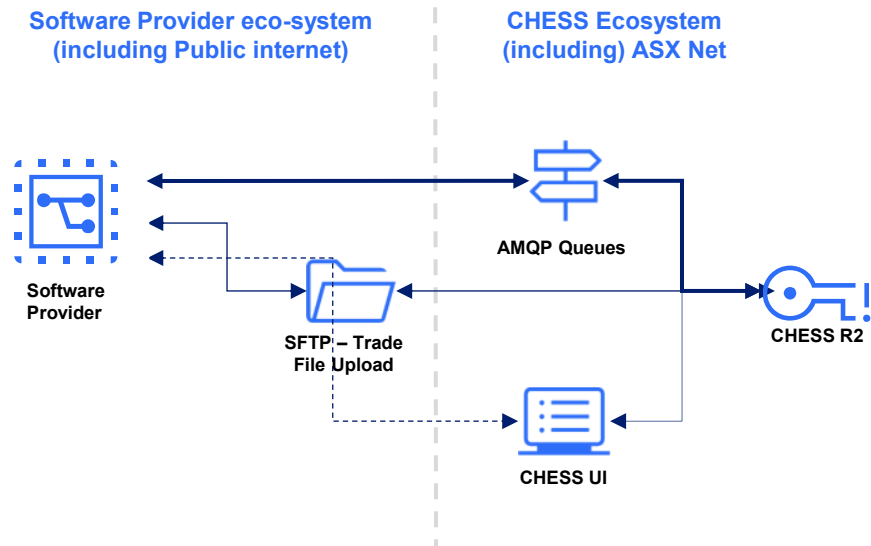 Software Provider eco-system
(including Public internet)
CHESS Ecosystem
(including) ASX Net
AMQP Queues
Software
Provider
SFTP – Trade
File Upload
CHESS R2
CHESS UI